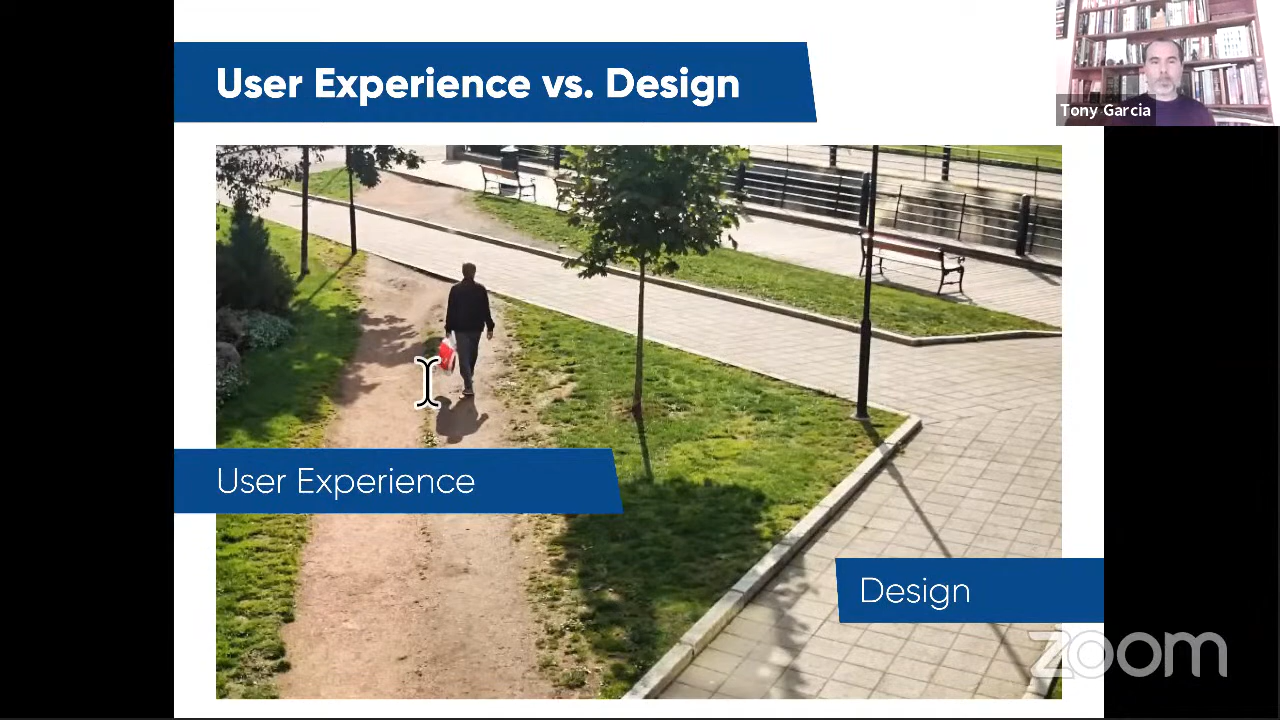 User Experience vs. Design
Tony Garcia
User Experience
Design
zoom